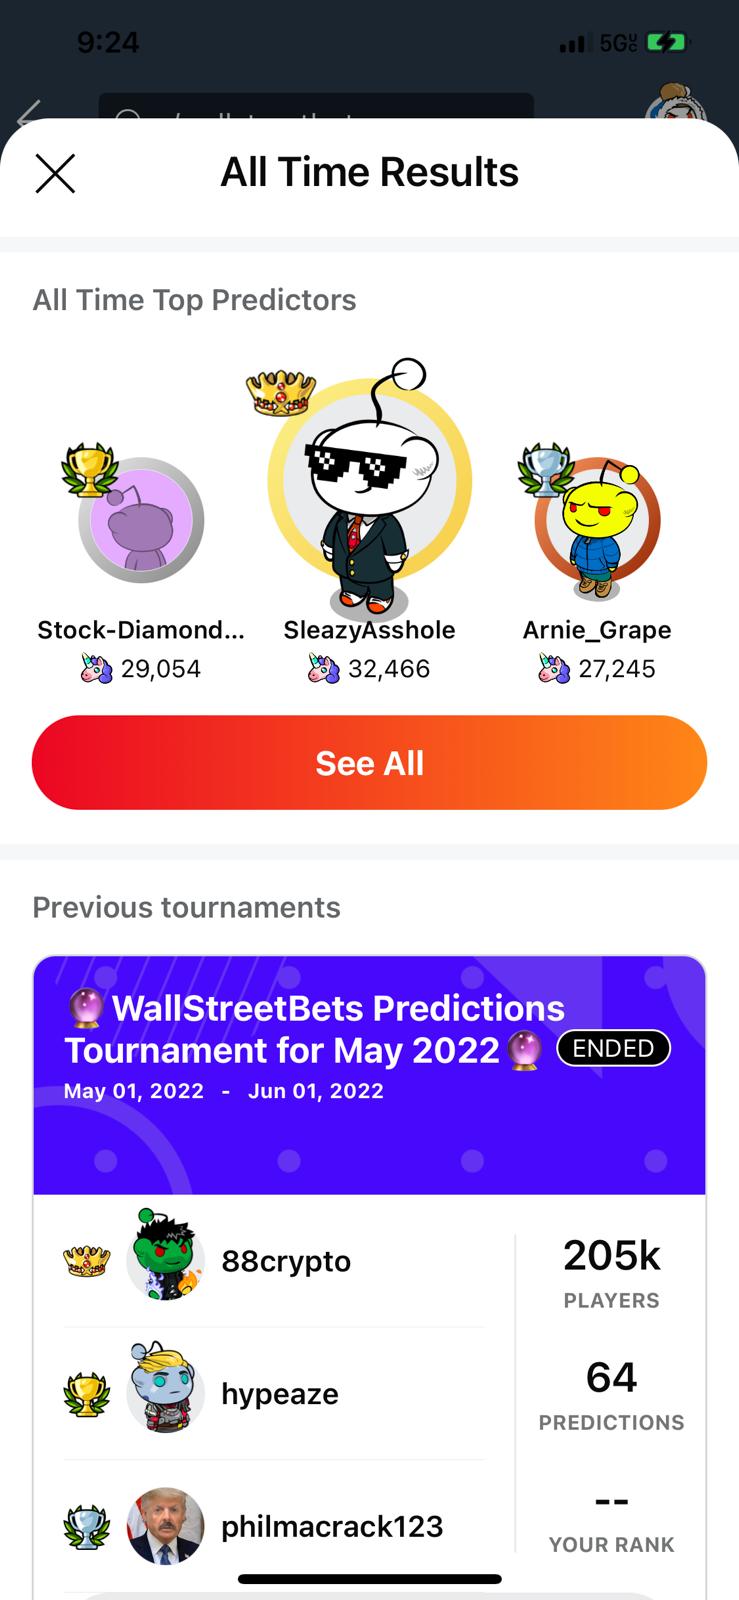 9:24
5G
All Time Results
All Time Top Predictors
Stock-Diamond...
29,054
SleazyAsshole
32,466
Arnie_Grape
27,245
See All
Previous tournaments
WallStreetBets Predictions
Tournament for May 2022
ENDED
May 01, 2022 - Jun 01, 2022
88crypto
hypeaze
philmacrack123
205k
PLAYERS
64
PREDICTIONS
--
YOUR RANK